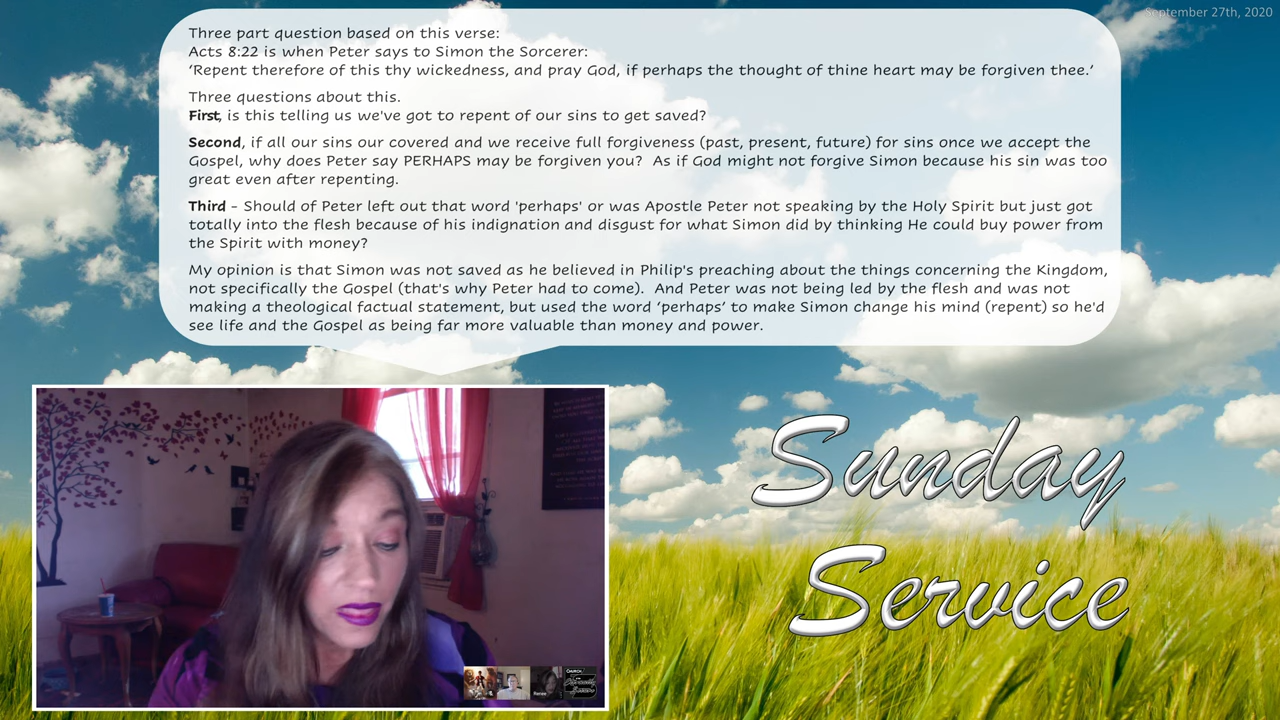 September 27th, 2020
Three part question based on this verse:
Acts 8:22 is when Peter says to Simon the Sorcerer:
‘Repent therefore of this thy wickedness, and pray God, if perhaps the thought of thine heart may be forgiven thee.’
Three questions about this.
First, is this telling us we've got to repent of our sins to get saved?
Second, if all our sins our covered and we receive full forgiveness (past, present, future) for sins once we accept the
Gospel, why does Peter say PERHAPS may be forgiven you? As if God might not forgive Simon because his sin was too
great even after repenting.
Third - Should of Peter left out that word 'perhaps' or was Apostle Peter not speaking by the Holy Spirit but just got
totally into the flesh because of his indignation and disgust for what Simon did by thinking He could buy power from
the Spirit with money?
My opinion is that Simon was not saved as he believed in Philip's preaching about the things concerning the Kingdom,
not specifically the Gospel (that's why Peter had to come). And Peter was not being led by the flesh and was not
making a theological factual statement, but used the word ‘perhaps’ to make Simon change his mind (repent) so he'd
see life and the Gospel as being far more valuable than money and power.
Sunday
Service
Renee
Church